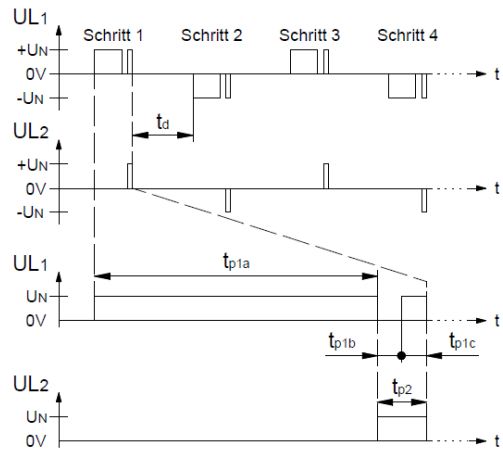 UL1
Schritt 1 Schritt 2 Schritt 3 Schritt 4
+UN
0V
-UN
t
td
UL2
+UN
0V
-UN
t
UL1
tp1a
UN
0V
t
tp1b tp1c
UL2
tp2
UN
0V
t